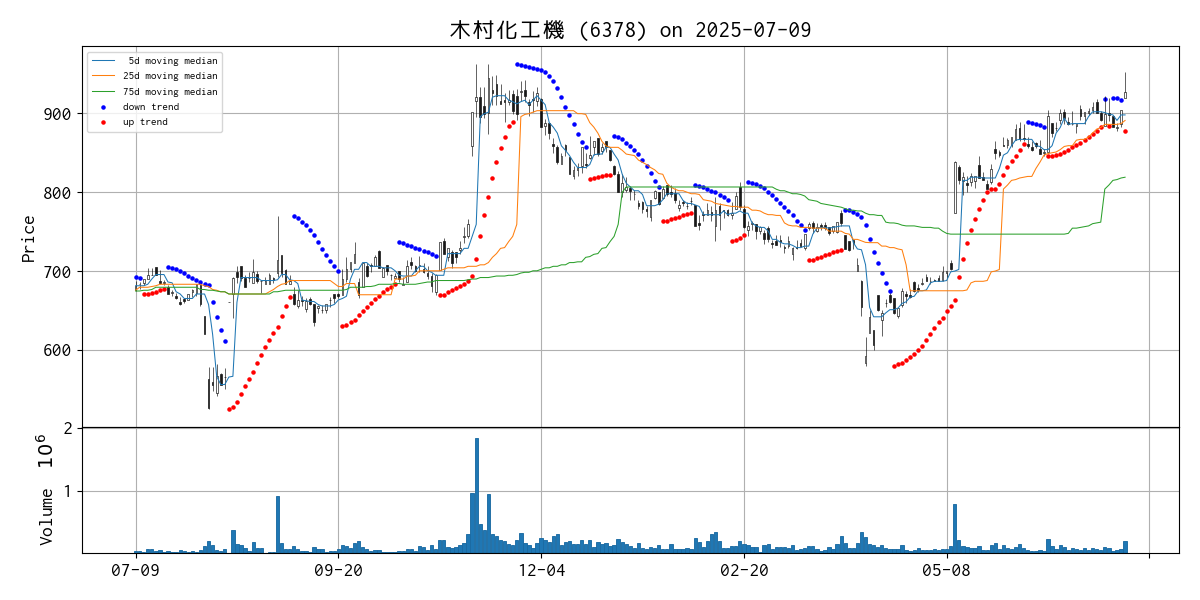 木村化工機 (6378) on 2025-07-09
5d moving median
25d moving median
75d moving median
down trend
up trend
900
800
700
600
Price
2
1
Volume 10^6
07-09 09-20 12-04 02-20 05-08